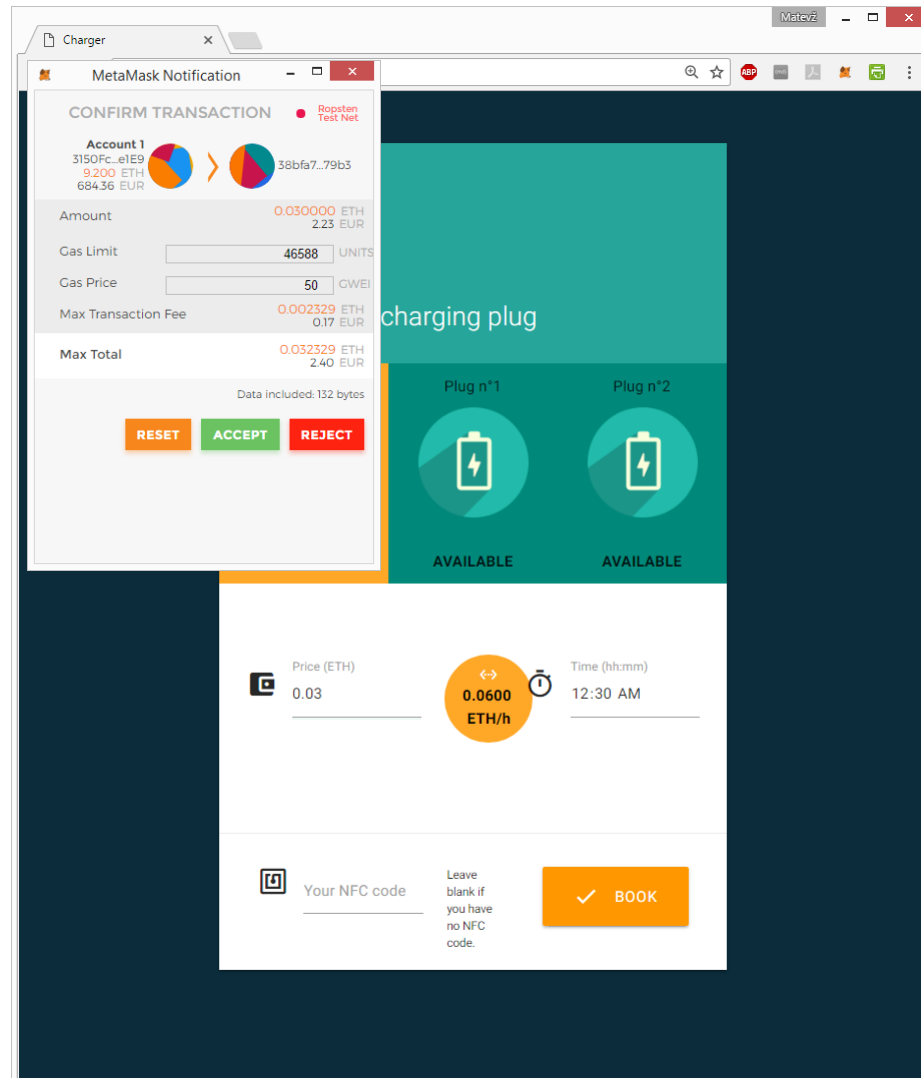 Matevž
Charger
MetaMask Notification
ABP
CONFIRM TRANSACTION
Ropsten
Test Net
Account 1
3150Fc...e1E9
9.200 ETH
684.36 EUR
38bfa7...79b3
Amount
0.030000 ETH
2.23 EUR
Gas Limit 46588 UNITS
Gas Price 50 GWEI
Max Transaction Fee
0.002329 ETH
0.17 EUR
Max Total
0.032329 ETH
2.40 EUR
Data included: 132 bytes
RESET ACCEPT REJECT
charging plug
Plug n°1
AVAILABLE
Plug n°2
AVAILABLE
Price (ETH)
0.03
0.0600
ETH/h
Time (hh:mm)
12:30 AM
Your NFC code
Leave
blank if
you have
no NFC
code.
BOOK